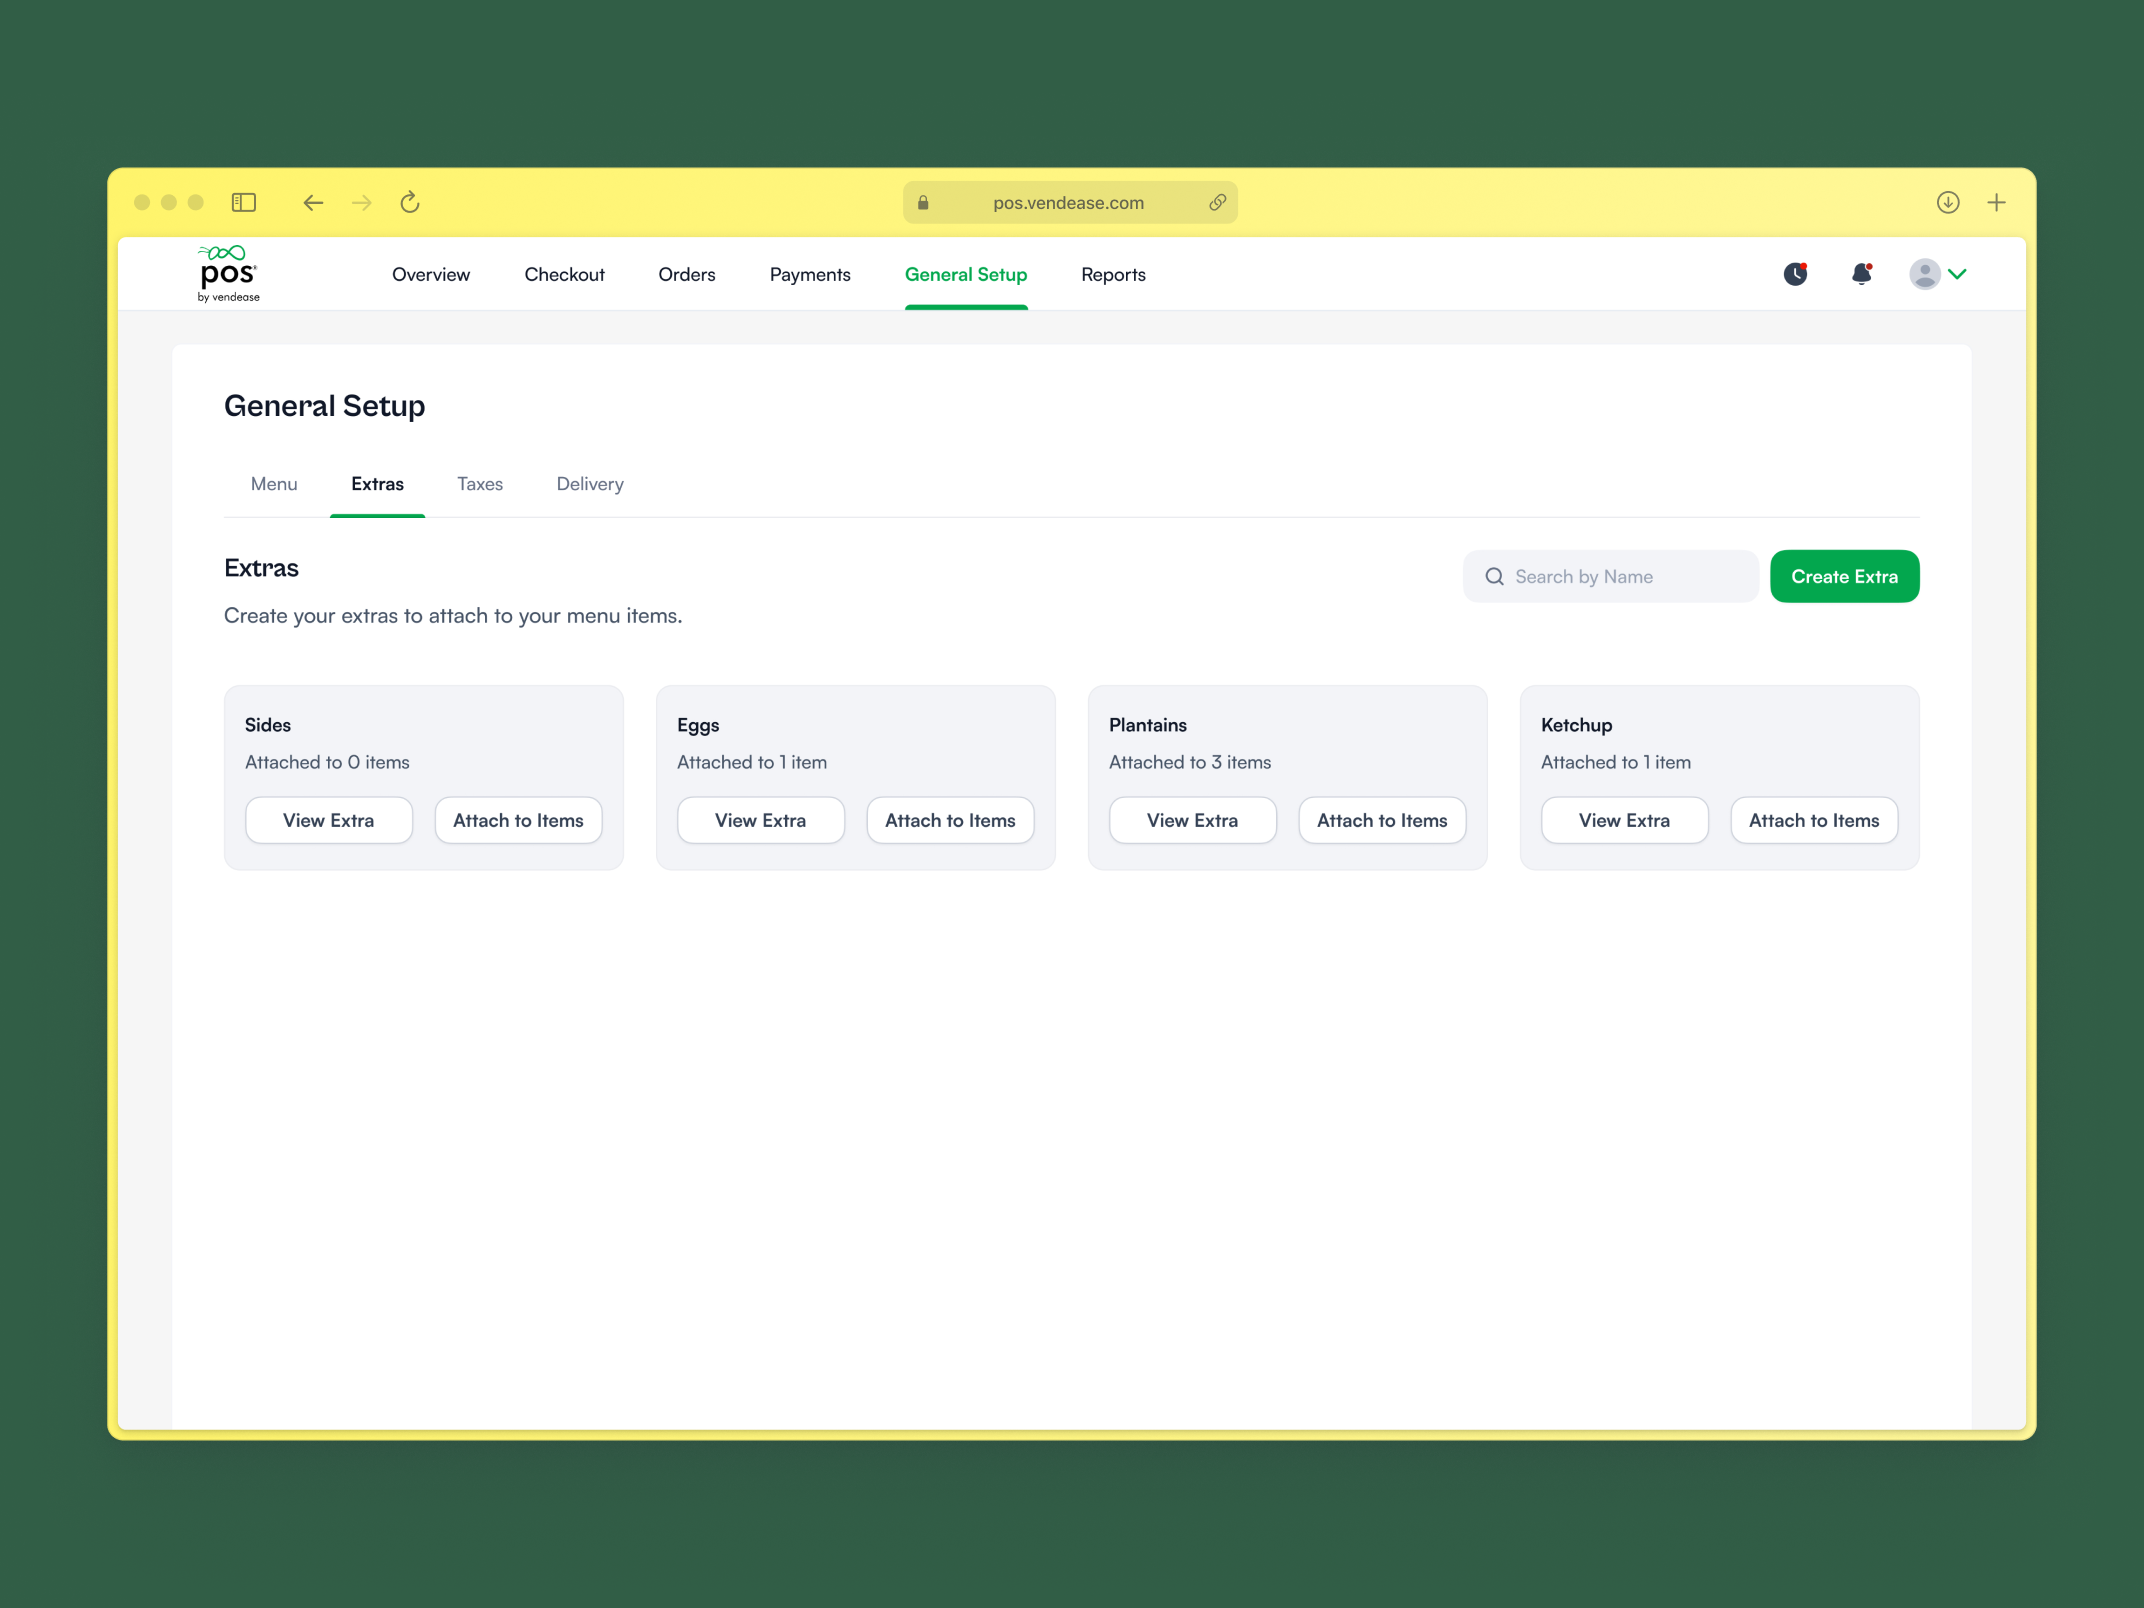 pos.vendease.com
pos
by vendease
Overview Checkout Orders Payments General Setup Reports
General Setup
Menu Extras Taxes Delivery
Extras
Search by Name
Create Extra
Create your extras to attach to your menu items.
Sides
Attached to 0 items
View Extra Attach to Items
Eggs
Attached to 1 item
View Extra Attach to Items
Plantains
Attached to 3 items
View Extra Attach to Items
Ketchup
Attached to 1 item
View Extra Attach to Items